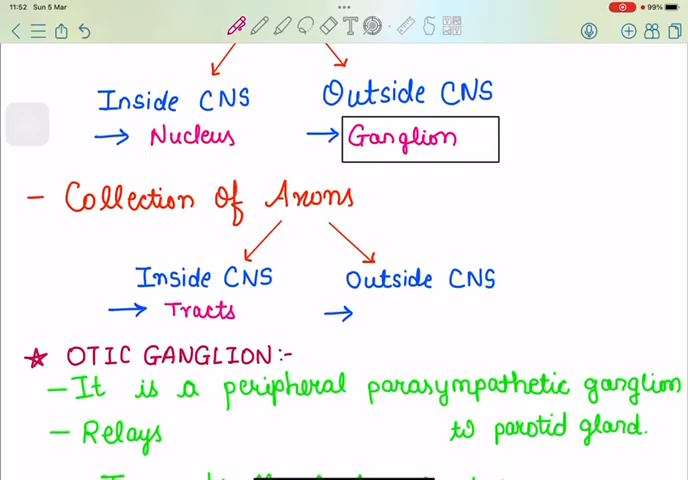 11:52 Sun 5 Mar
99%
Inside CNS Outside CNS
→ Nucleus → Ganglion
- Collection Of Axons
Inside CNS Outside CNS
→ Tracts →
★ OTIC GANGLION:-
- It is a peripheral parasympathetic ganglion
- Relays to parotid gland.